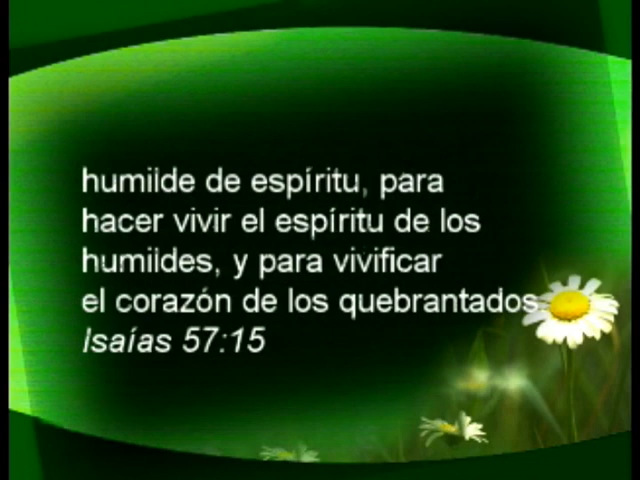 humilde de espíritu, para
hacer vivir el espíritu de los
humildes, y para vivificar
el corazón de los quebrantados
Isaías 57:15